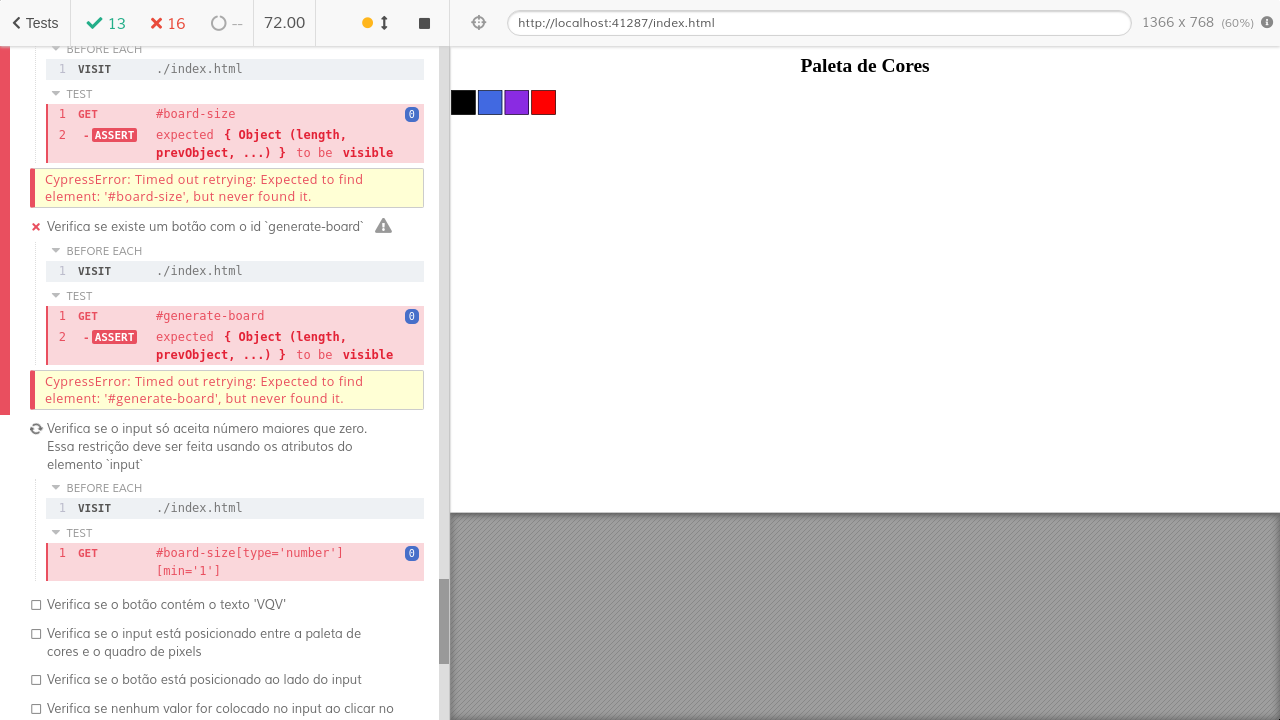 Tests 13 16 -- 72.00
http://localhost:41287/index.html 1366 x 768 (60%)
BEFORE EACH
1 VISIT ./index.html
TEST
1 GET #board-size 0
2 -ASSERT expected { Object (length,
prevObject, ...) } to be visible
CypressError: Timed out retrying: Expected to find
element: '#board-size', but never found it.
Verifica se existe um botão com o id `generate-board`
BEFORE EACH
1 VISIT ./index.html
TEST
1 GET #generate-board 0
2 -ASSERT expected { Object (length,
prevObject, ...) } to be visible
CypressError: Timed out retrying: Expected to find
element: '#generate-board', but never found it.
Verifica se o input só aceita número maiores que zero.
Essa restrição deve ser feita usando os atributos do
elemento `input`
BEFORE EACH
1 VISIT ./index.html
TEST
1 GET #board-size[type='number'] 0
[min='1']
Verifica se o botão contém o texto 'VQV'
Verifica se o input está posicionado entre a paleta de
cores e o quadro de pixels
Verifica se o botão está posicionado ao lado do input
Verifica se nenhum valor for colocado no input ao clicar no
Paleta de Cores